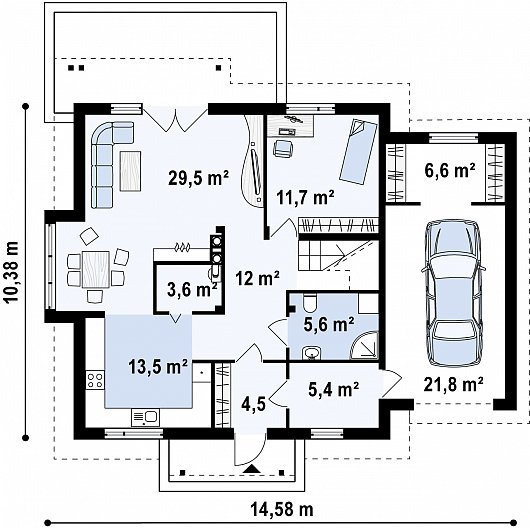 6,6 m²
29,5 m²
11,7 m²
10,38 m
12 m²
3,6 m²
5,6 m²
13,5 m²
21,8 m²
5,4 m²
4,5
14,58 m